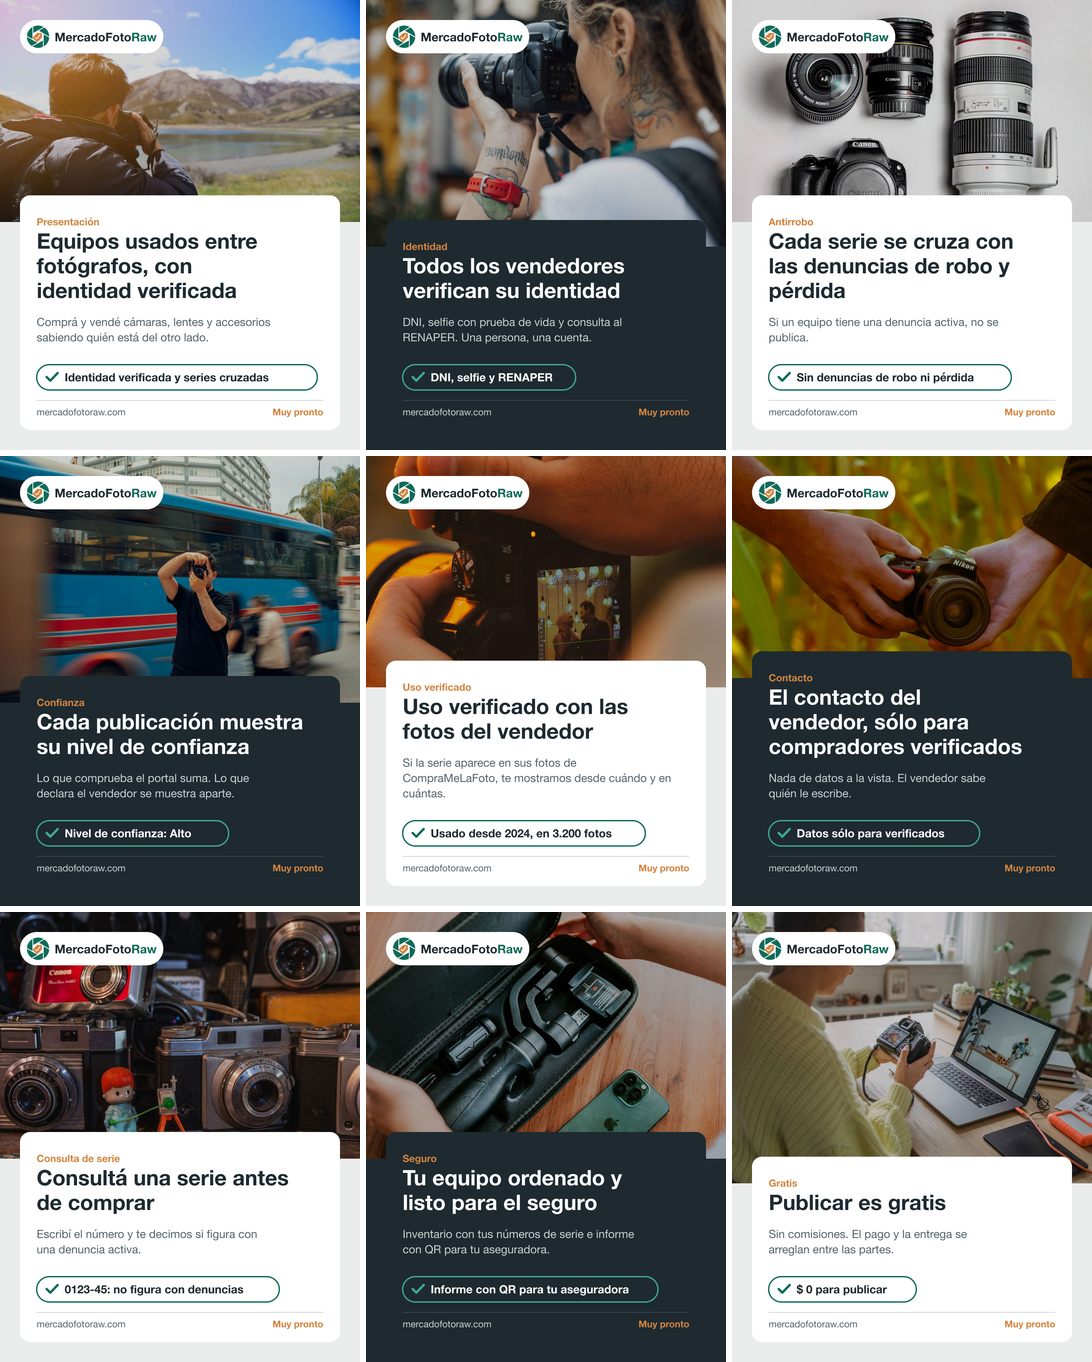 MercadoFotoRaw
Presentación
Equipos usados entre
fotógrafos, con
identidad verificada
Comprá y vendé cámaras, lentes y accesorios
sabiendo quién está del otro lado.
Identidad verificada y series cruzadas
mercadofotoraw.com
Muy pronto
MercadoFotoRaw
Identidad
Todos los vendedores
verifican su identidad
DNI, selfie con prueba de vida y consulta al
RENAPER. Una persona, una cuenta.
DNI, selfie y RENAPER
mercadofotoraw.com
Muy pronto
MercadoFotoRaw
Canon
Antirrobo
Cada serie se cruza con
las denuncias de robo y
pérdida
Si un equipo tiene una denuncia activa, no se
publica.
Sin denuncias de robo ni pérdida
mercadofotoraw.com
Muy pronto
MercadoFotoRaw
Confianza
Cada publicación muestra
su nivel de confianza
Lo que comprueba el portal suma. Lo que
declara el vendedor se muestra aparte.
Nivel de confianza: Alto
mercadofotoraw.com
Muy pronto
MercadoFotoRaw
Uso verificado
Uso verificado con las
fotos del vendedor
Si la serie aparece en sus fotos de
CompraMeLaFoto, te mostramos desde cuándo y en
cuántas.
Usado desde 2024, en 3.200 fotos
mercadofotoraw.com
Muy pronto
MercadoFotoRaw
Nikon
Contacto
El contacto del
vendedor, sólo para
compradores verificados
Nada de datos a la vista. El vendedor sabe
quién le escribe.
Datos sólo para verificados
mercadofotoraw.com
Muy pronto
MercadoFotoRaw
Canon
Consulta de serie
Consultá una serie antes
de comprar
Escribí el número y te decimos si figura con
una denuncia activa.
0123-45: no figura con denuncias
mercadofotoraw.com
Muy pronto
MercadoFotoRaw
Seguro
Tu equipo ordenado y
listo para el seguro
Inventario con tus números de serie e informe
con QR para tu aseguradora.
Informe con QR para tu aseguradora
mercadofotoraw.com
Muy pronto
MercadoFotoRaw
Gratis
Publicar es gratis
Sin comisiones. El pago y la entrega se
arreglan entre las partes.
$ 0 para publicar
mercadofotoraw.com
Muy pronto